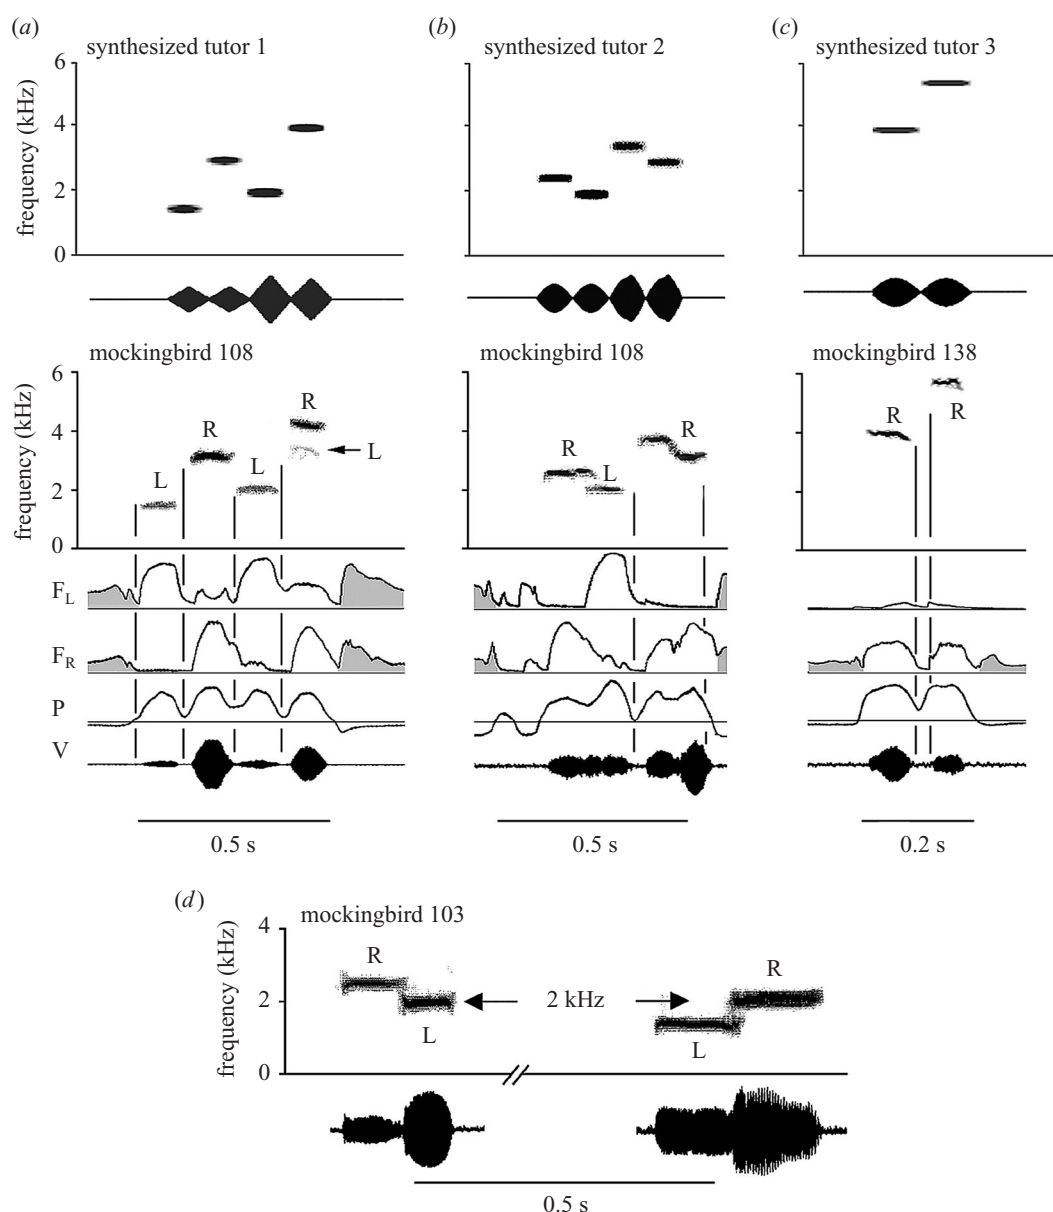 (a) (b) (c)
synthesized tutor 1 synthesized tutor 2 synthesized tutor 3
frequency (kHz)
6
4
2
0
mockingbird 108 mockingbird 108 mockingbird 138
frequency (kHz)
6
4
2
0
R R R R
R L
L L R L R
F_L
F_R
P
V
0.5 s 0.5 s 0.2 s
(d)
mockingbird 103
frequency (kHz)
4
2
0
R R
2 kHz
L L
0.5 s